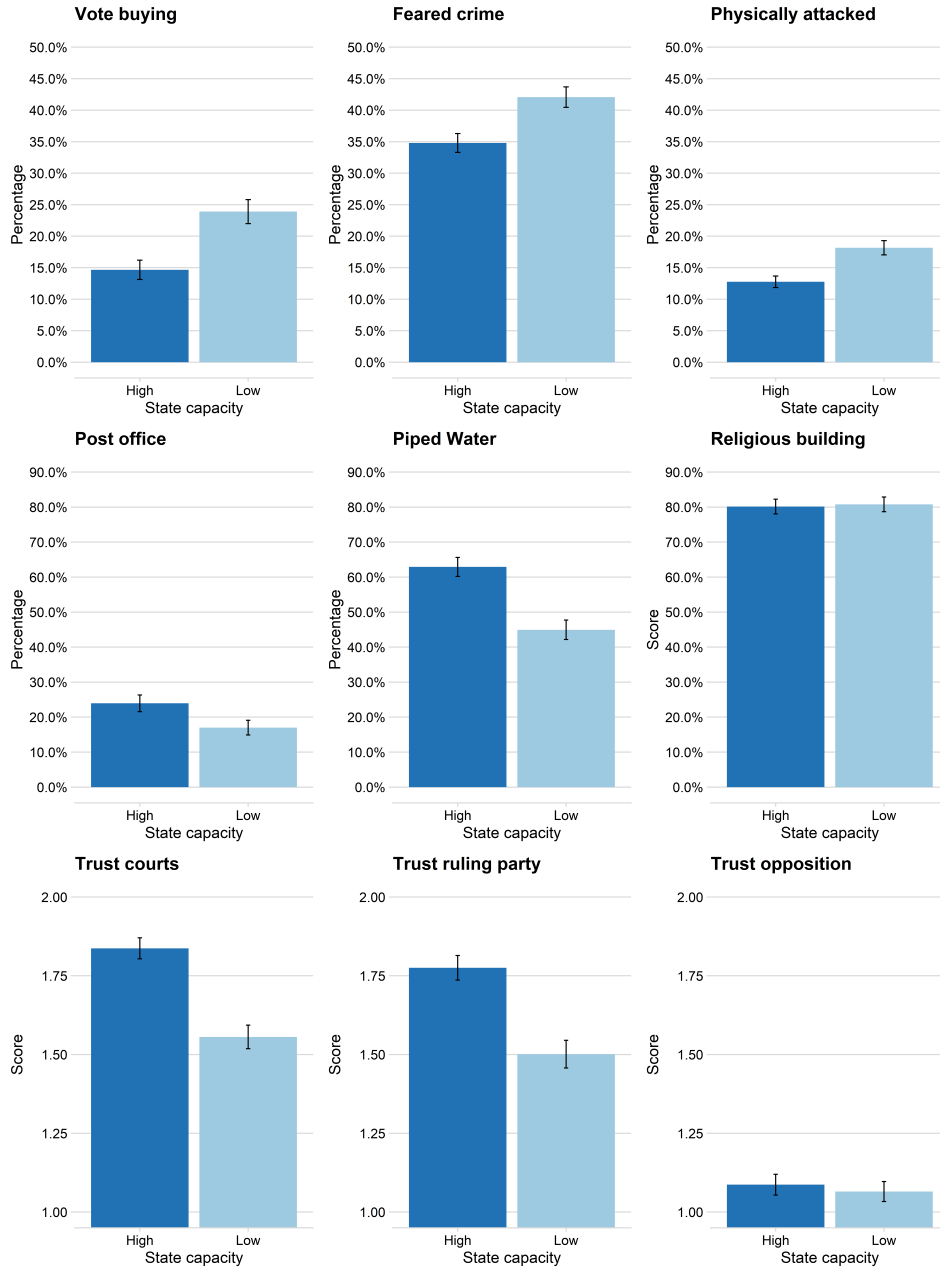 Vote buying
50.0%
45.0%
40.0%
35.0%
30.0%
25.0%
20.0%
15.0%
10.0%
5.0%
0.0%
Percentage
High Low
State capacity
Feared crime
50.0%
45.0%
40.0%
35.0%
30.0%
25.0%
20.0%
15.0%
10.0%
5.0%
0.0%
Percentage
High Low
State capacity
Physically attacked
50.0%
45.0%
40.0%
35.0%
30.0%
25.0%
20.0%
15.0%
10.0%
5.0%
0.0%
Percentage
High Low
State capacity
Post office
90.0%
80.0%
70.0%
60.0%
50.0%
40.0%
30.0%
20.0%
10.0%
0.0%
Percentage
High Low
State capacity
Piped Water
90.0%
80.0%
70.0%
60.0%
50.0%
40.0%
30.0%
20.0%
10.0%
0.0%
Percentage
High Low
State capacity
Religious building
90.0%
80.0%
70.0%
60.0%
50.0%
40.0%
30.0%
20.0%
10.0%
0.0%
Score
High Low
State capacity
Trust courts
2.00
1.75
1.50
1.25
1.00
Score
High Low
State capacity
Trust ruling party
2.00
1.75
1.50
1.25
1.00
Score
High Low
State capacity
Trust opposition
2.00
1.75
1.50
1.25
1.00
Score
High Low
State capacity